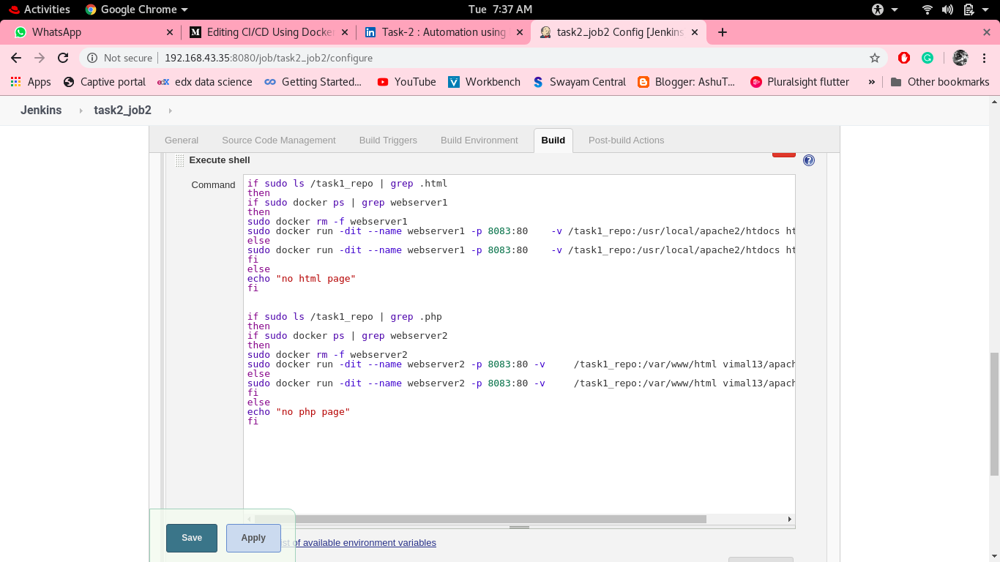 Activities Google Chrome Tue 7:37 AM
WhatsApp Editing CI/CD Using Docke Task-2 : Automation using task2_job2 Config [Jenkins
Not secure 192.168.43.35:8080/job/task2_job2/configure
Apps Captive portal edX edx data science Getting Started... YouTube Workbench Swayam Central Blogger: AshuT... Pluralsight flutter » Other bookmarks
Jenkins task2_job2
General Source Code Management Build Triggers Build Environment Build Post-build Actions
Execute shell
Command
if sudo ls /task1_repo | grep .html
then
if sudo docker ps | grep webserver1
then
sudo docker rm -f webserver1
sudo docker run -dit --name webserver1 -p 8083:80    -v /task1_repo:/usr/local/apache2/htdocs ht
else
sudo docker run -dit --name webserver1 -p 8083:80    -v /task1_repo:/usr/local/apache2/htdocs ht
fi
else
echo "no html page"
fi
if sudo ls /task1_repo | grep .php
then
if sudo docker ps | grep webserver2
then
sudo docker rm -f webserver2
sudo docker run -dit --name webserver2 -p 8083:80 -v     /task1_repo:/var/www/html vimal13/apach
else
sudo docker run -dit --name webserver2 -p 8083:80 -v     /task1_repo:/var/www/html vimal13/apach
fi
else
echo "no php page"
fi
Save Apply
ist of available environment variables